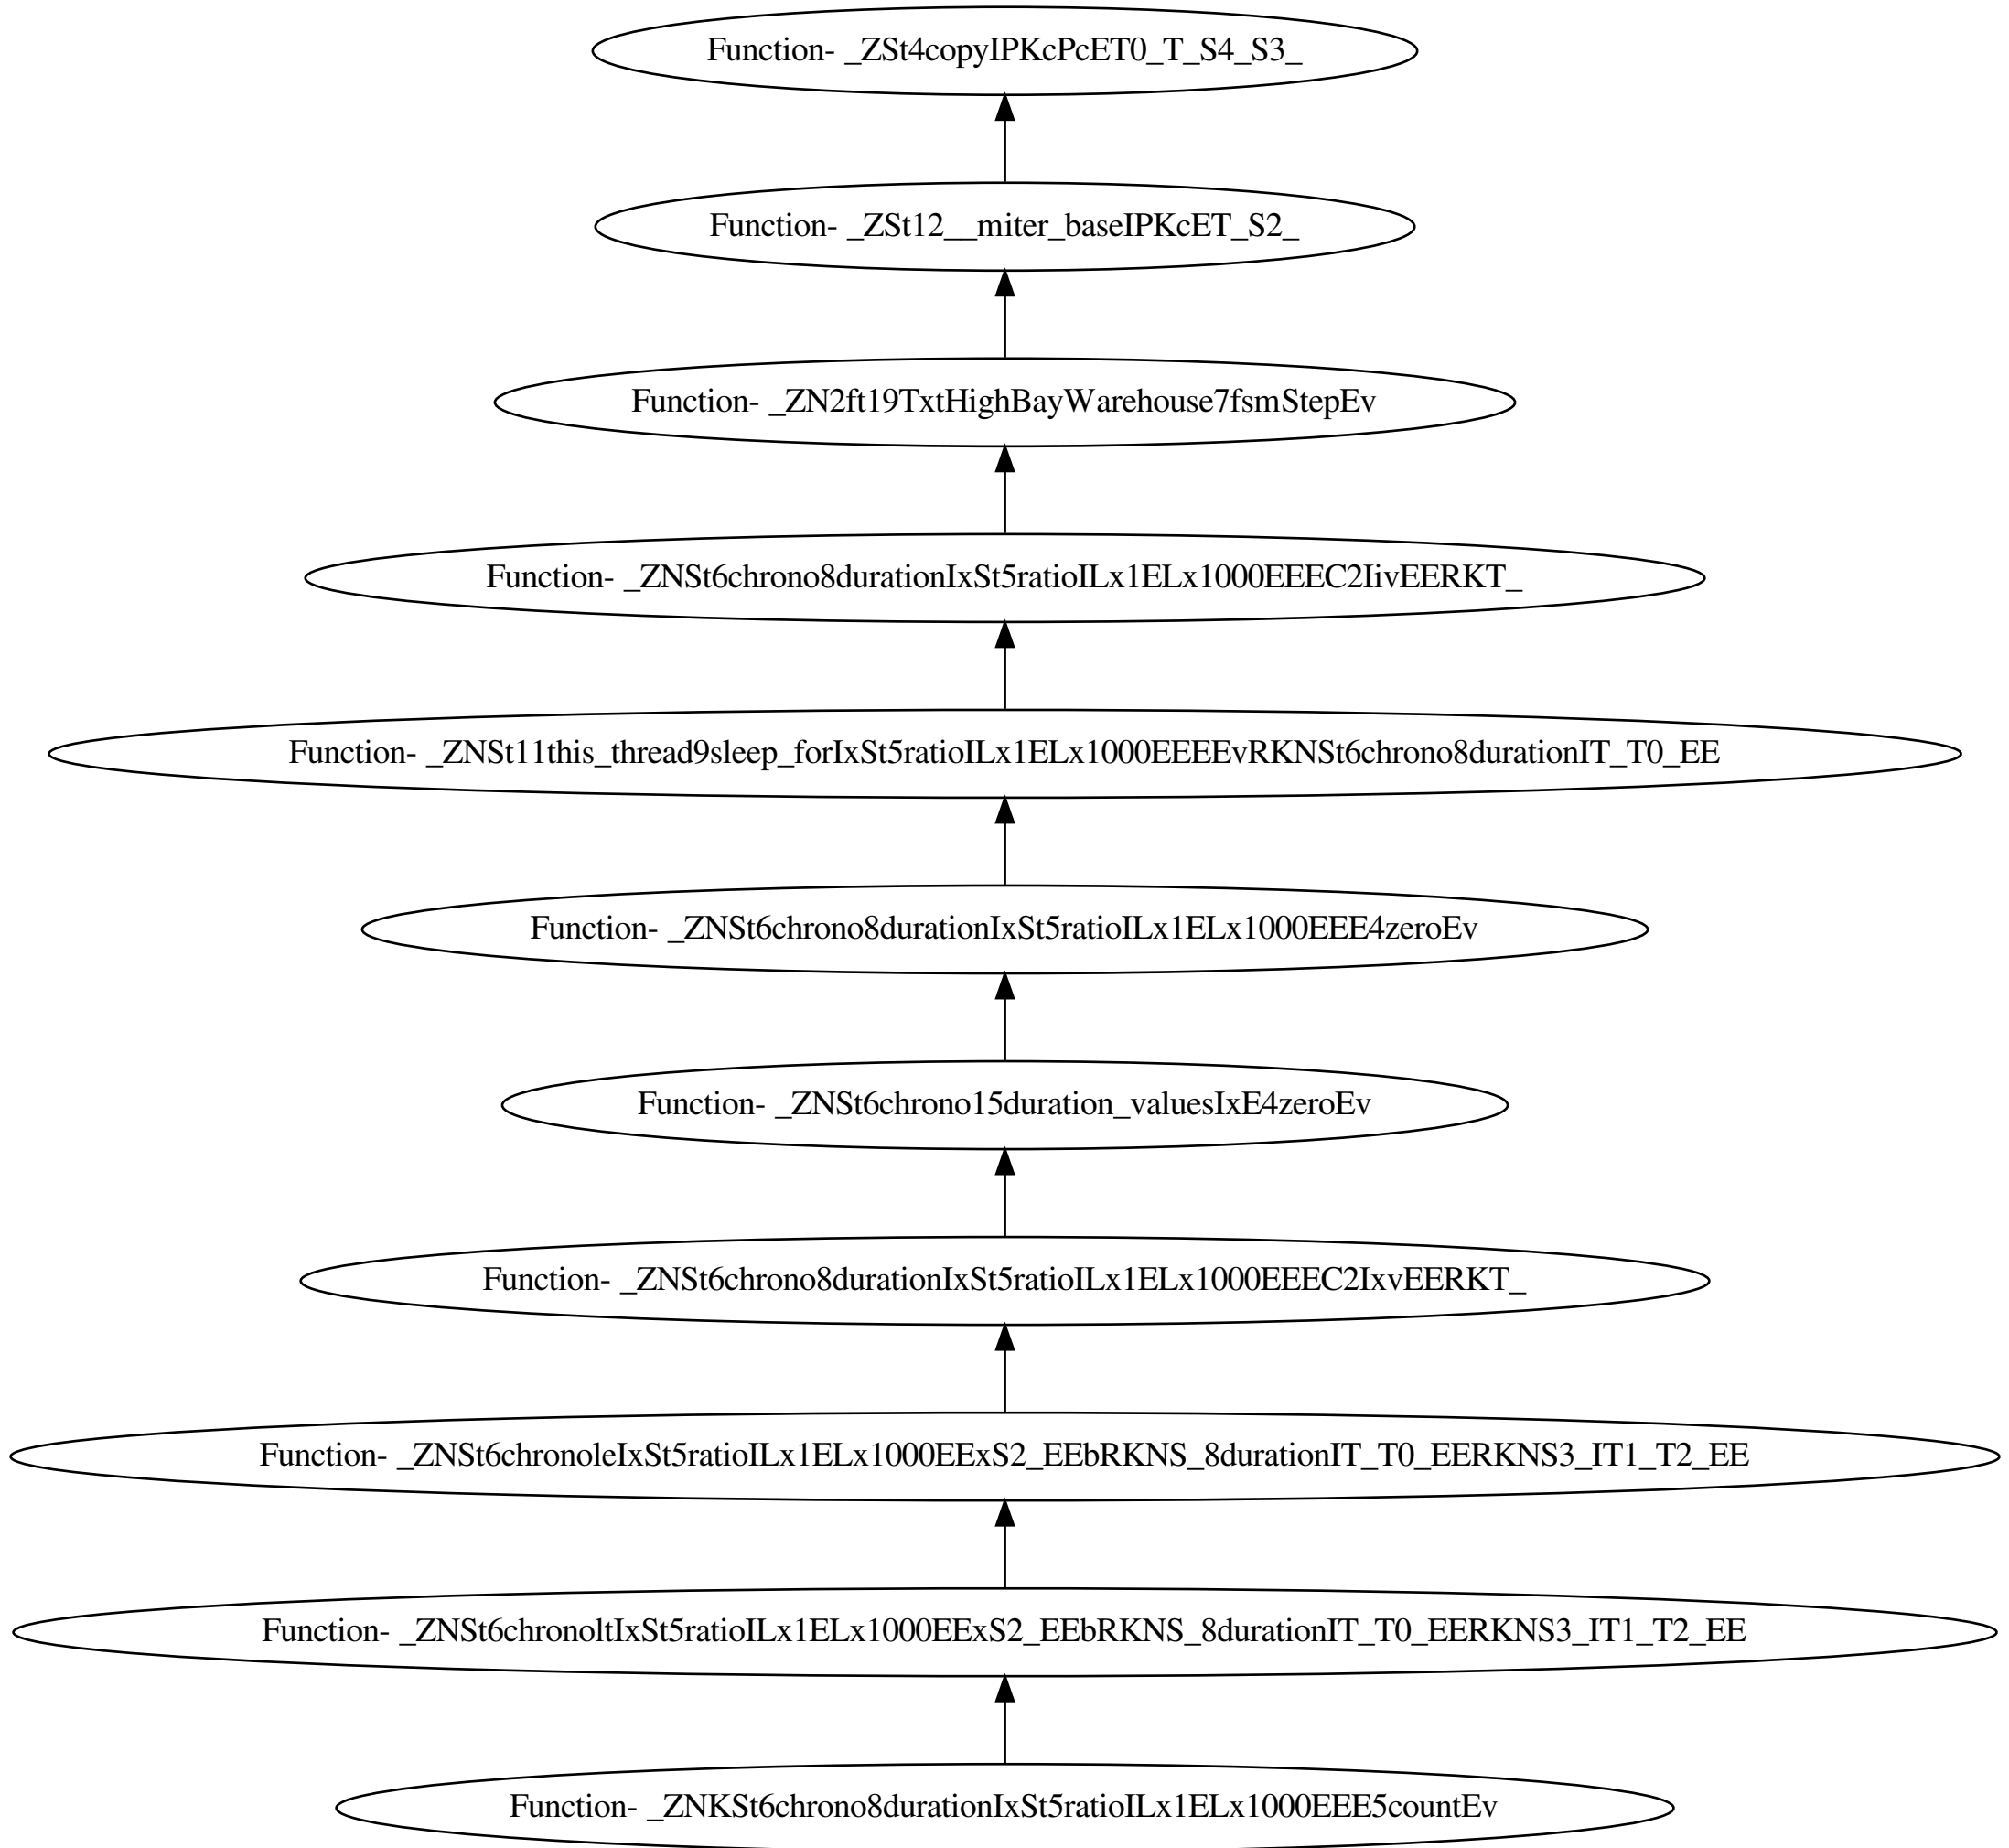 Function- _ZSt4copyIPKcPcET0_T_S4_S3_
Function- _ZSt12__miter_baseIPKcET_S2_
Function- _ZN2ft19TxtHighBayWarehouse7fsmStepEv
Function- _ZNSt6chrono8durationIxSt5ratioILx1ELx1000EEEC2IivEERKT_
Function- _ZNSt11this_thread9sleep_forIxSt5ratioILx1ELx1000EEEEvRKNSt6chrono8durationIT_T0_EE
Function- _ZNSt6chrono8durationIxSt5ratioILx1ELx1000EEE4zeroEv
Function- _ZNSt6chrono15duration_valuesIxE4zeroEv
Function- _ZNSt6chrono8durationIxSt5ratioILx1ELx1000EEEC2IxvEERKT_
Function- _ZNSt6chronoleIxSt5ratioILx1ELx1000EExS2_EEbRKNS_8durationIT_T0_EERKNS3_IT1_T2_EE
Function- _ZNSt6chronoltIxSt5ratioILx1ELx1000EExS2_EEbRKNS_8durationIT_T0_EERKNS3_IT1_T2_EE
Function- _ZNKSt6chrono8durationIxSt5ratioILx1ELx1000EEE5countEv